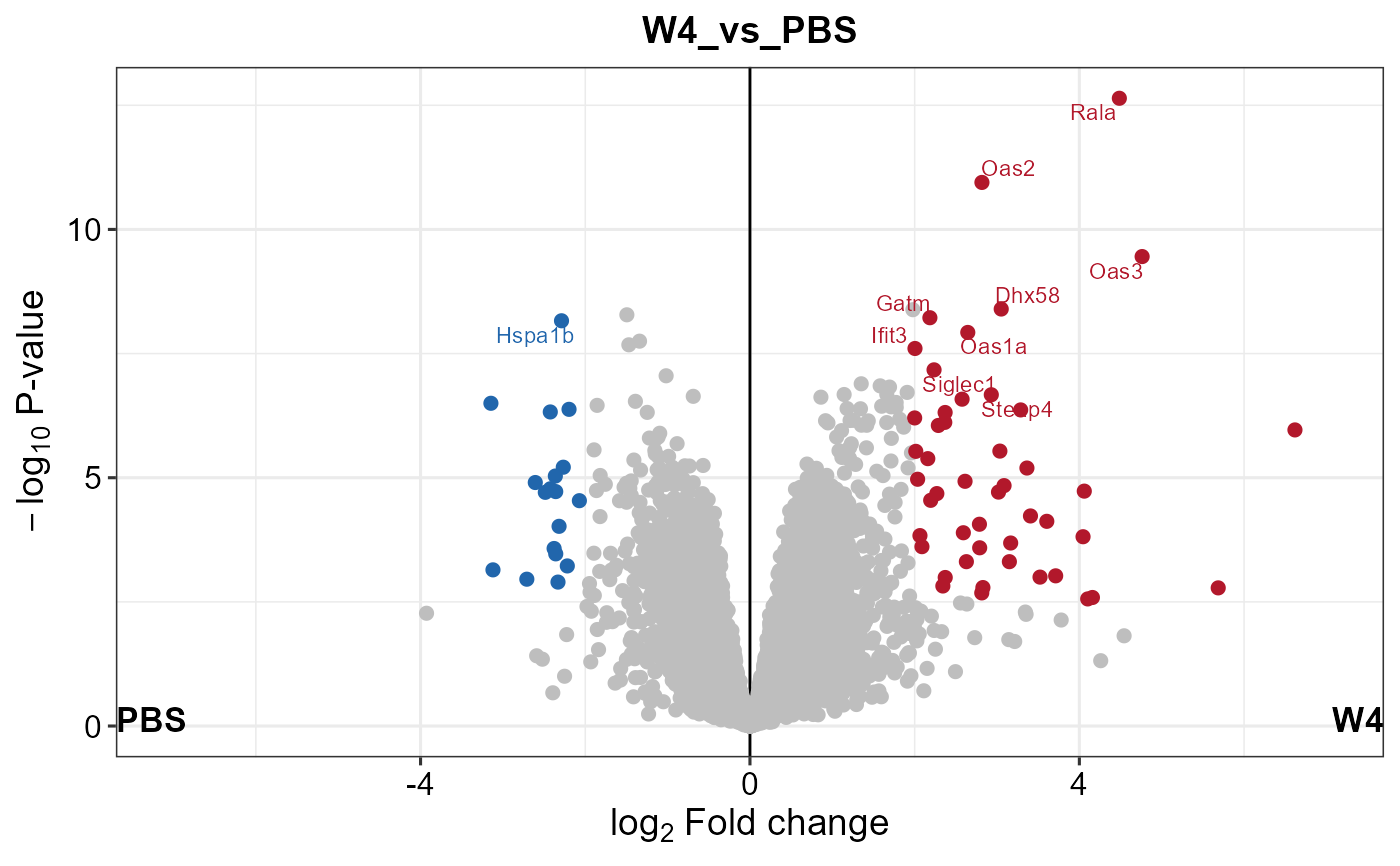 W4_vs_PBS
Rala
Oas2
10
Oas3
Dhx58
Gatm
Hspa1b
Ifit3
Oas1a
Siglec1
Steap4
5
0
PBS
W4
-4
0
4
log2 Fold change
− log10 P-value